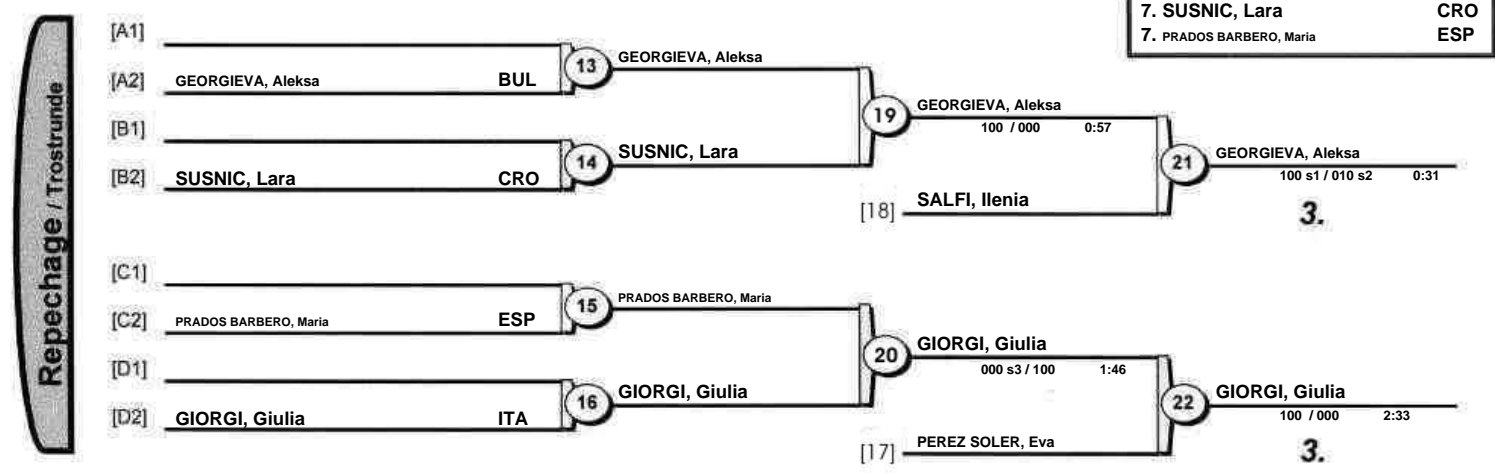 7. SUSNIC, Lara CRO
7. PRADOS BARBERO, Maria ESP
Repechage / Trostrunde
[A1]
[A2] GEORGIEVA, Aleksa BUL
13 GEORGIEVA, Aleksa
[B1]
[B2] SUSNIC, Lara CRO
14 SUSNIC, Lara
19 GEORGIEVA, Aleksa
100 / 000 0:57
[18] SALFI, Ilenia
21 GEORGIEVA, Aleksa
100 s1 / 010 s2 0:31
3.
[C1]
[C2] PRADOS BARBERO, Maria ESP
15 PRADOS BARBERO, Maria
[D1]
[D2] GIORGI, Giulia ITA
16 GIORGI, Giulia
20 GIORGI, Giulia
000 s3 / 100 1:46
[17] PEREZ SOLER, Eva
22 GIORGI, Giulia
100 / 000 2:33
3.